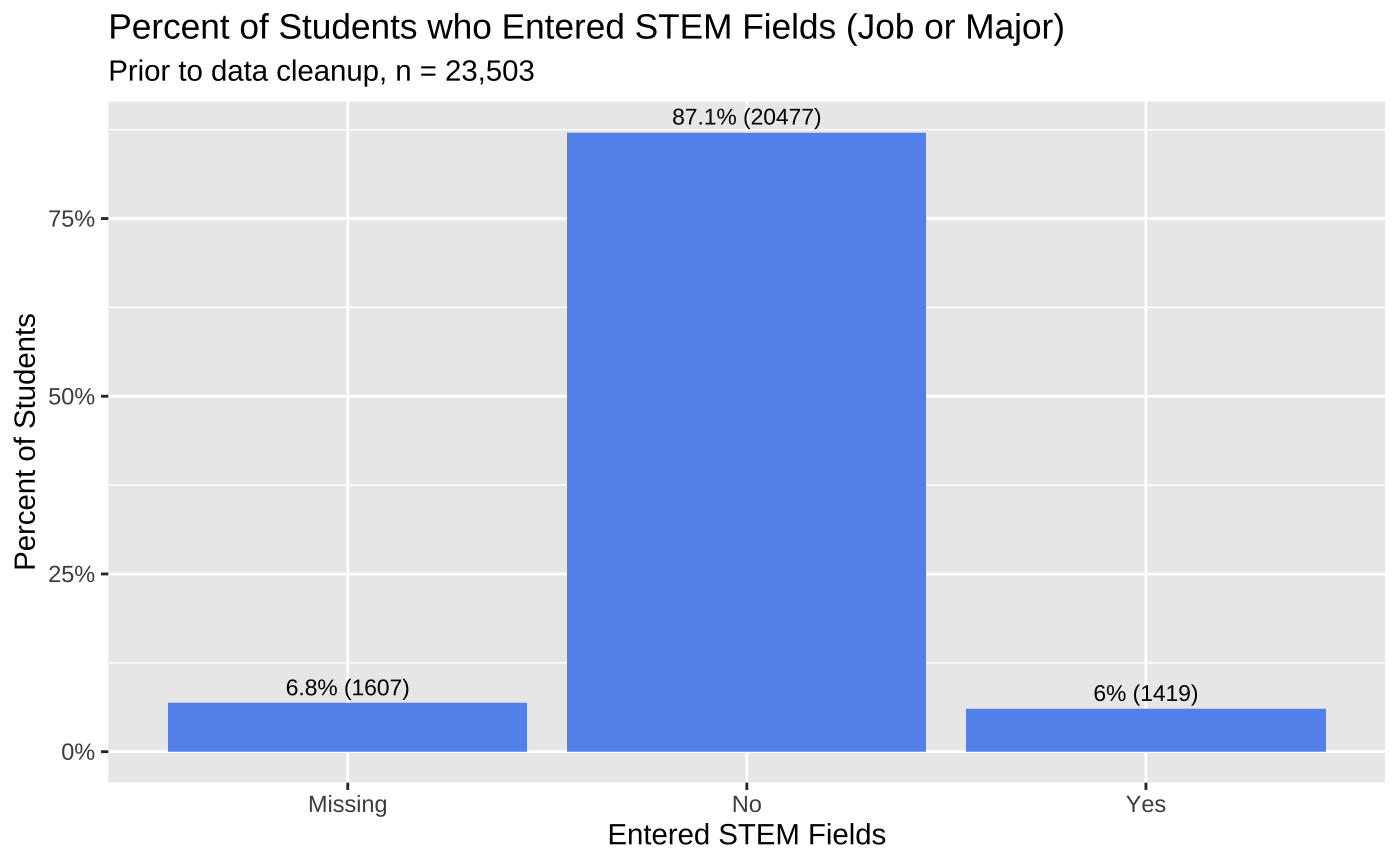 Percent of Students who Entered STEM Fields (Job or Major)
Prior to data cleanup, n = 23,503
87.1% (20477)
75%
50%
Percent of Students
25%
6.8% (1607)
6% (1419)
0%
Missing
No
Yes
Entered STEM Fields